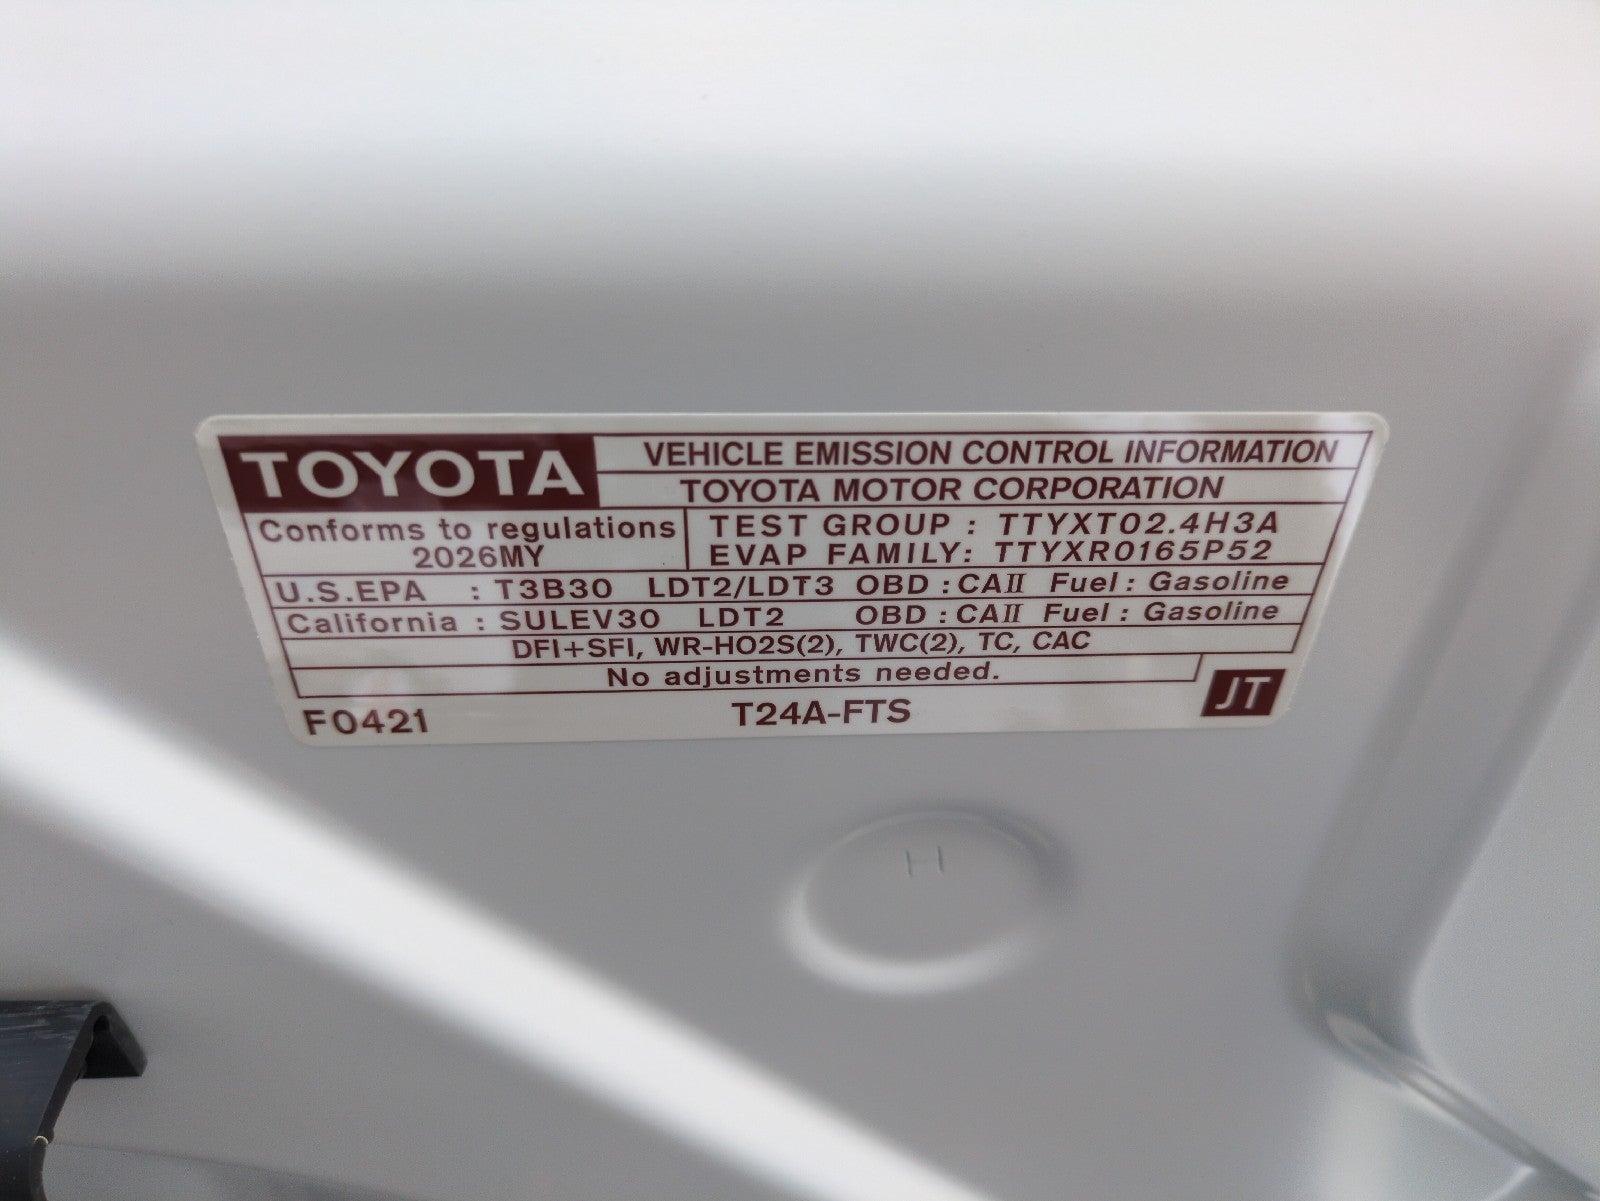 TOYOTA VEHICLE EMISSION CONTROL INFORMATION
TOYOTA MOTOR CORPORATION
Conforms to regulations
2026MY
TEST GROUP : TTYXT02.4H3A
EVAP FAMILY: TTYXR0165P52
U.S.EPA : T3B30 LDT2/LDT3 OBD : CAII Fuel : Gasoline
California : SULEV30 LDT2 OBD : CAII Fuel : Gasoline
DFI+SFI, WR-HO2S(2), TWC(2), TC, CAC
No adjustments needed.
F0421 T24A-FTS JT
H